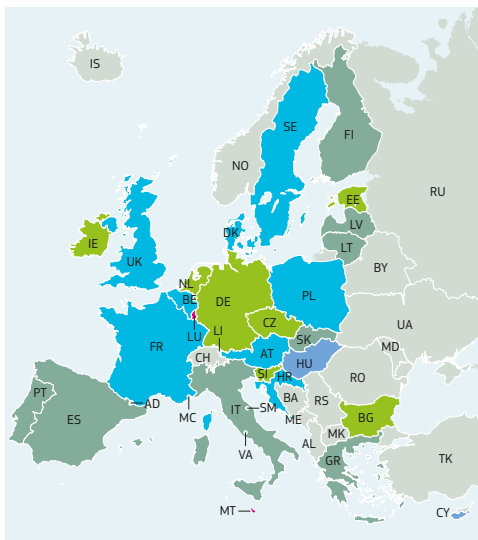 IS
SE
FI
NO
RU
EE
DK
LV
IE
LT
UK
BY
NL
DE
PL
BE
CZ
UA
LI
LU
SK
MD
FR
CH
AT
HU
RO
SI
HR
PT
AD
BA
RS
ES
MC
IT
SM
ME
BG
MK
AL
VA
GR
TK
MT
CY